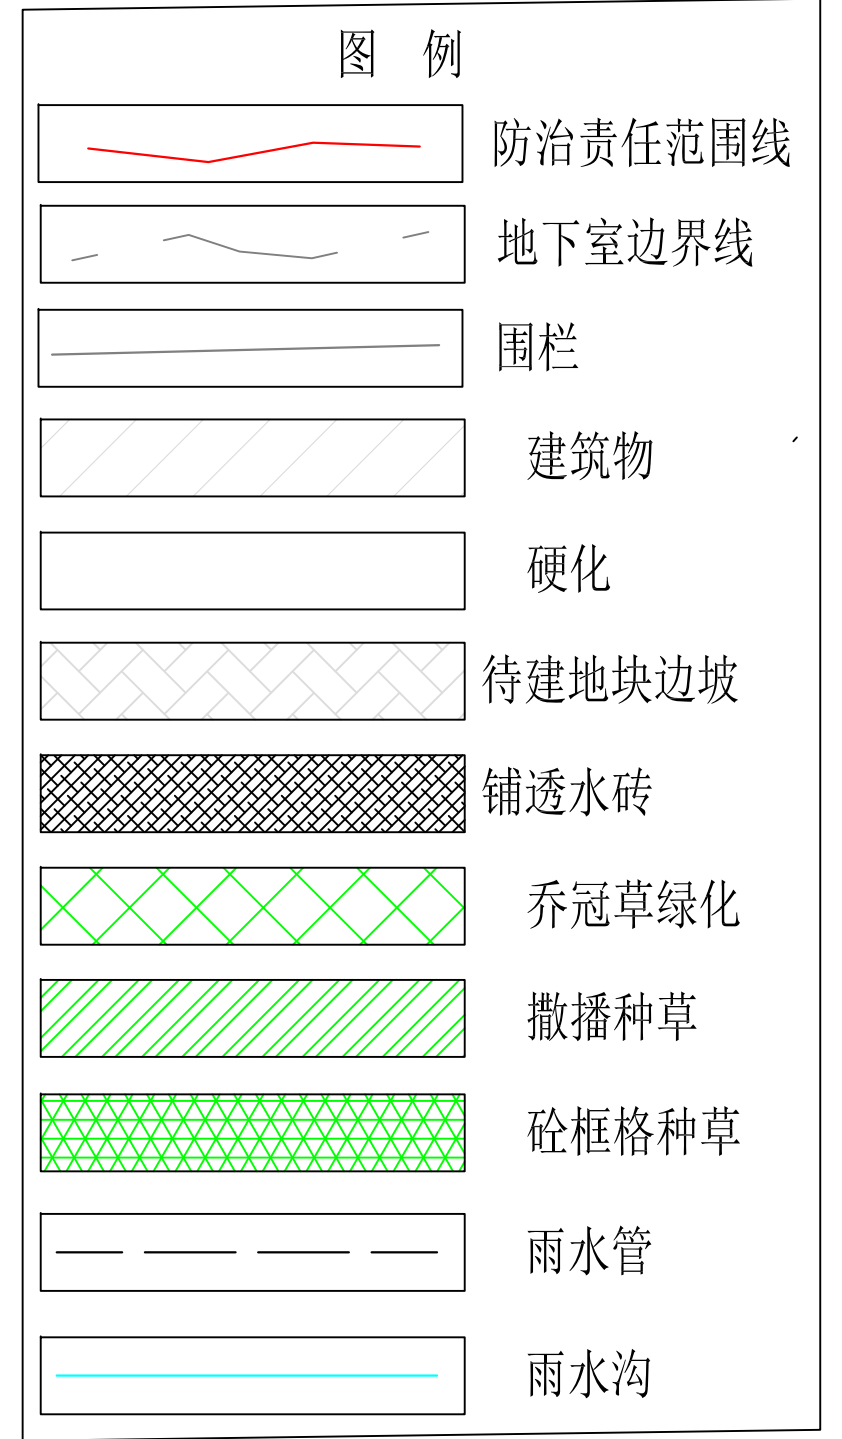 图 例
防治责任范围线
地下室边界线
围栏
建筑物
硬化
待建地块边坡
铺透水砖
乔冠草绿化
撒播种草
砼框格种草
雨水管
雨水沟